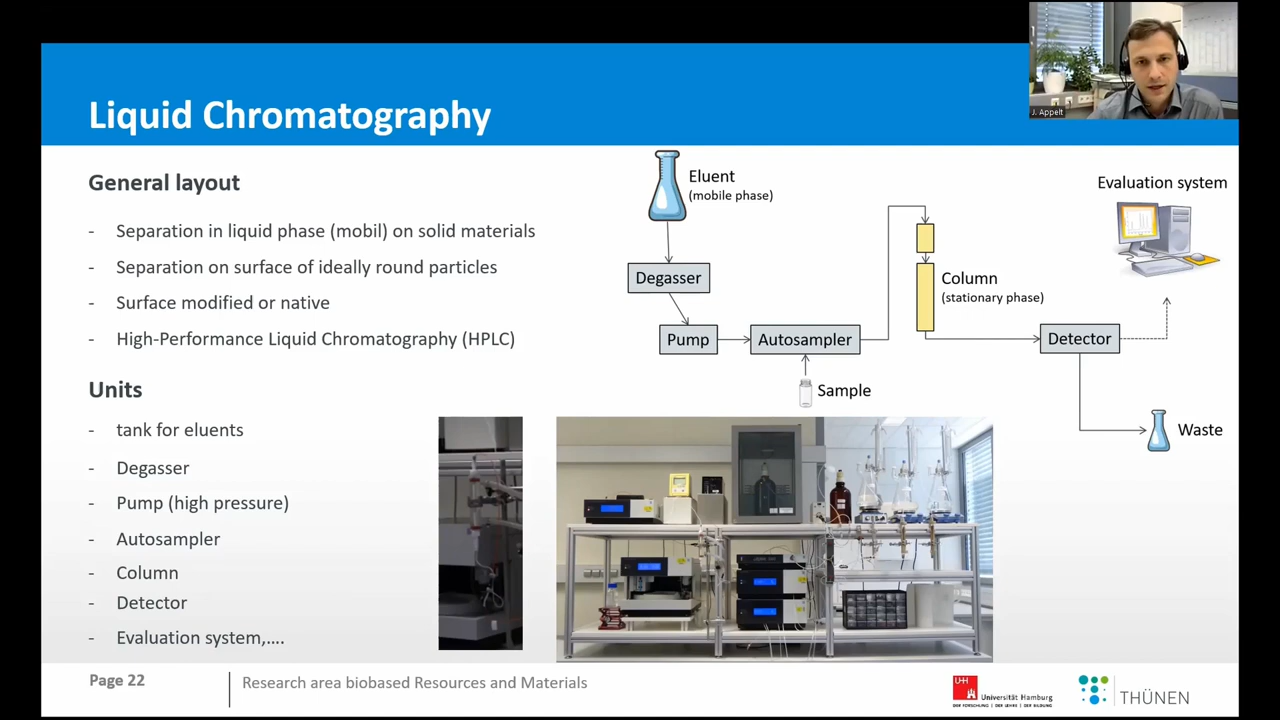 J. Appelt
Liquid Chromatography
General layout
- Separation in liquid phase (mobil) on solid materials
- Separation on surface of ideally round particles
- Surface modified or native
- High-Performance Liquid Chromatography (HPLC)
Units
- tank for eluents
- Degasser
- Pump (high pressure)
- Autosampler
- Column
- Detector
- Evaluation system,....
Eluent
(mobile phase)
Degasser
Pump
Autosampler
Sample
Column
(stationary phase)
Detector
Evaluation system
Waste
Page 22
Research area biobased Resources and Materials
UH
Universität Hamburg
DER FORSCHUNG | DER LEHRE | DER BILDUNG
THÜNEN